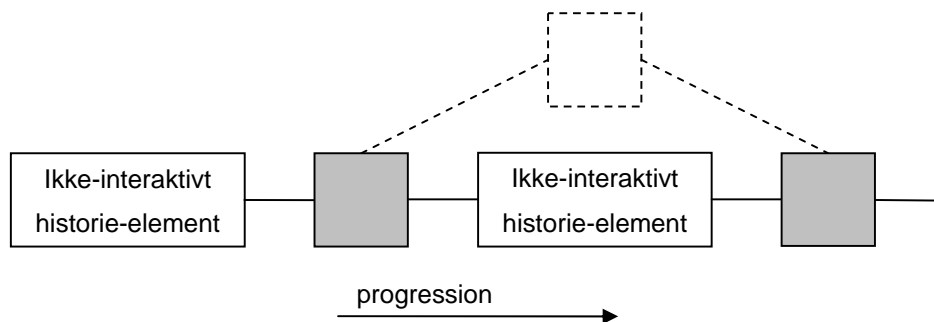 Ikke-interaktivt
historie-element
Ikke-interaktivt
historie-element
progression